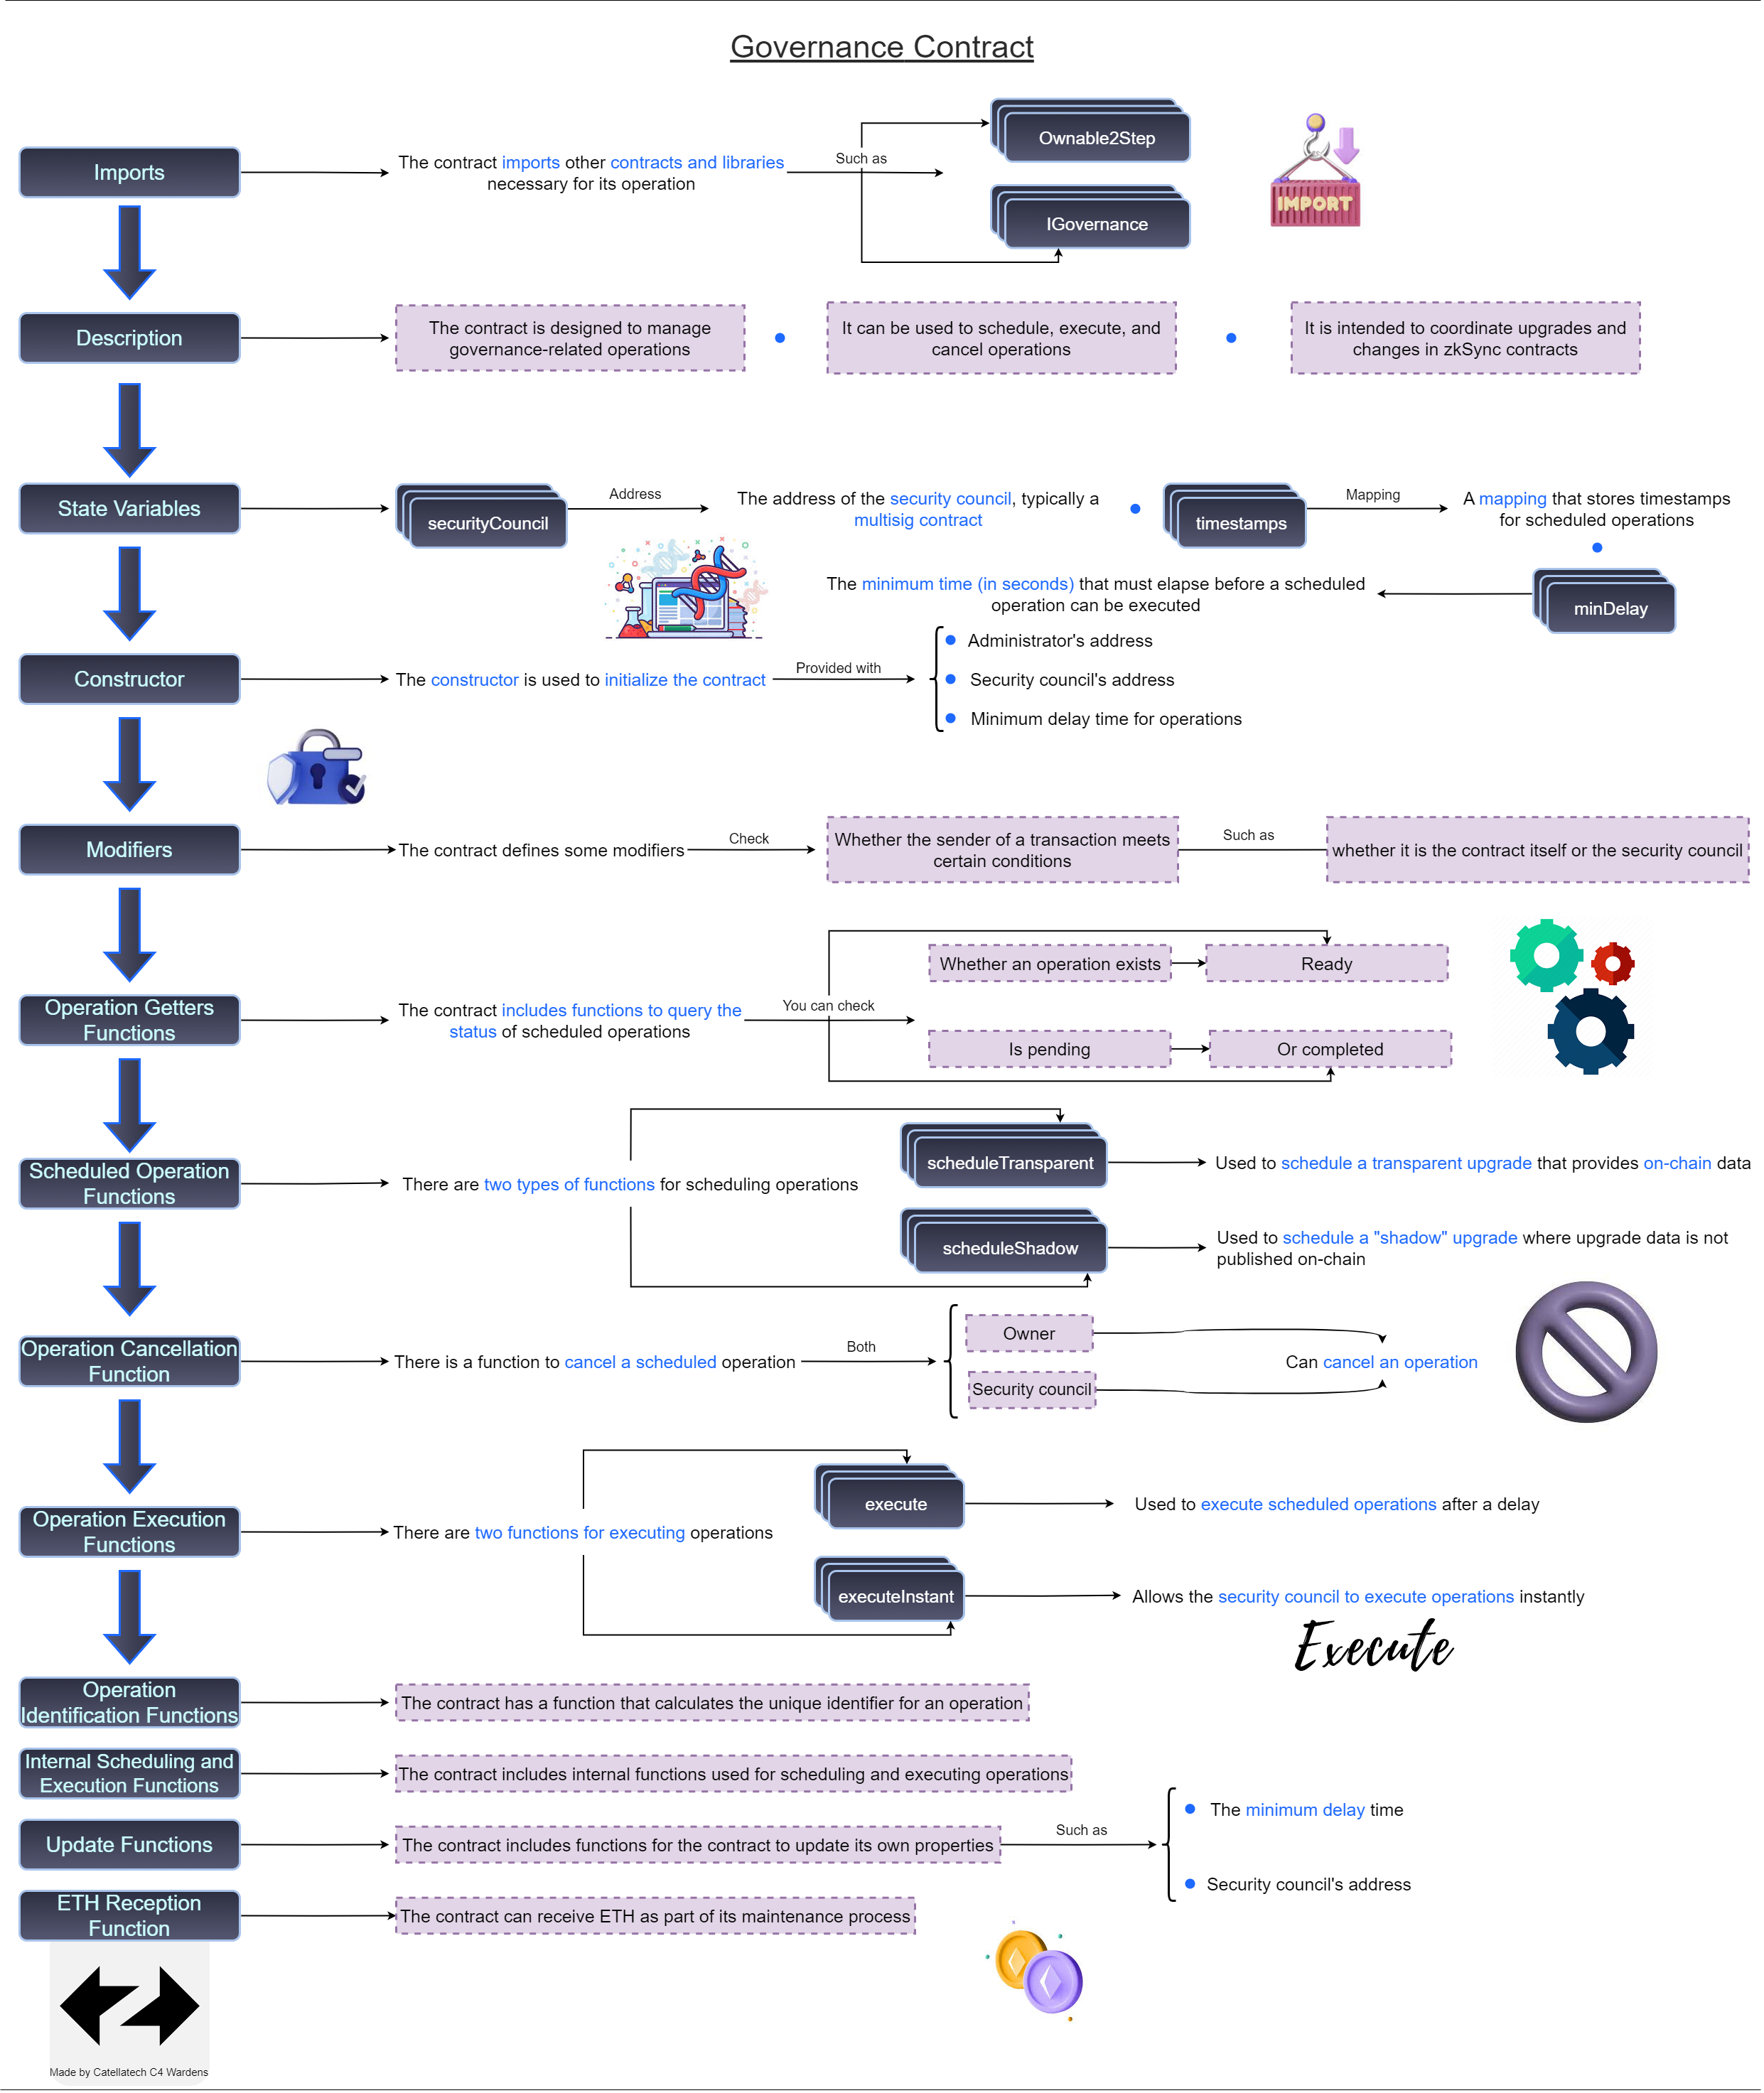 Governance Contract
Imports
The contract imports other contracts and libraries
necessary for its operation
Such as
Ownable2Step
IGovernance
IMPORT
Description
The contract is designed to manage
governance-related operations
It can be used to schedule, execute, and
cancel operations
It is intended to coordinate upgrades and
changes in zkSync contracts
State Variables
securityCouncil
Address
The address of the security council, typically a
multisig contract
timestamps
Mapping
A mapping that stores timestamps
for scheduled operations
minDelay
The minimum time (in seconds) that must elapse before a scheduled
operation can be executed
Constructor
The constructor is used to initialize the contract
Provided with
Administrator's address
Security council's address
Minimum delay time for operations
Modifiers
The contract defines some modifiers
Check
Whether the sender of a transaction meets
certain conditions
Such as
whether it is the contract itself or the security council
Operation Getters
Functions
The contract includes functions to query the
status of scheduled operations
You can check
Whether an operation exists
Ready
Is pending
Or completed
Scheduled Operation
Functions
There are two types of functions for scheduling operations
scheduleTransparent
Used to schedule a transparent upgrade that provides on-chain data
scheduleShadow
Used to schedule a "shadow" upgrade where upgrade data is not
published on-chain
Operation Cancellation
Function
There is a function to cancel a scheduled operation
Both
Owner
Security council
Can cancel an operation
Operation Execution
Functions
There are two functions for executing operations
execute
Used to execute scheduled operations after a delay
executeInstant
Allows the security council to execute operations instantly
Execute
Operation
Identification Functions
The contract has a function that calculates the unique identifier for an operation
Internal Scheduling and
Execution Functions
The contract includes internal functions used for scheduling and executing operations
Update Functions
The contract includes functions for the contract to update its own properties
Such as
The minimum delay time
Security council's address
ETH Reception
Function
The contract can receive ETH as part of its maintenance process
Made by Catellatech C4 Wardens